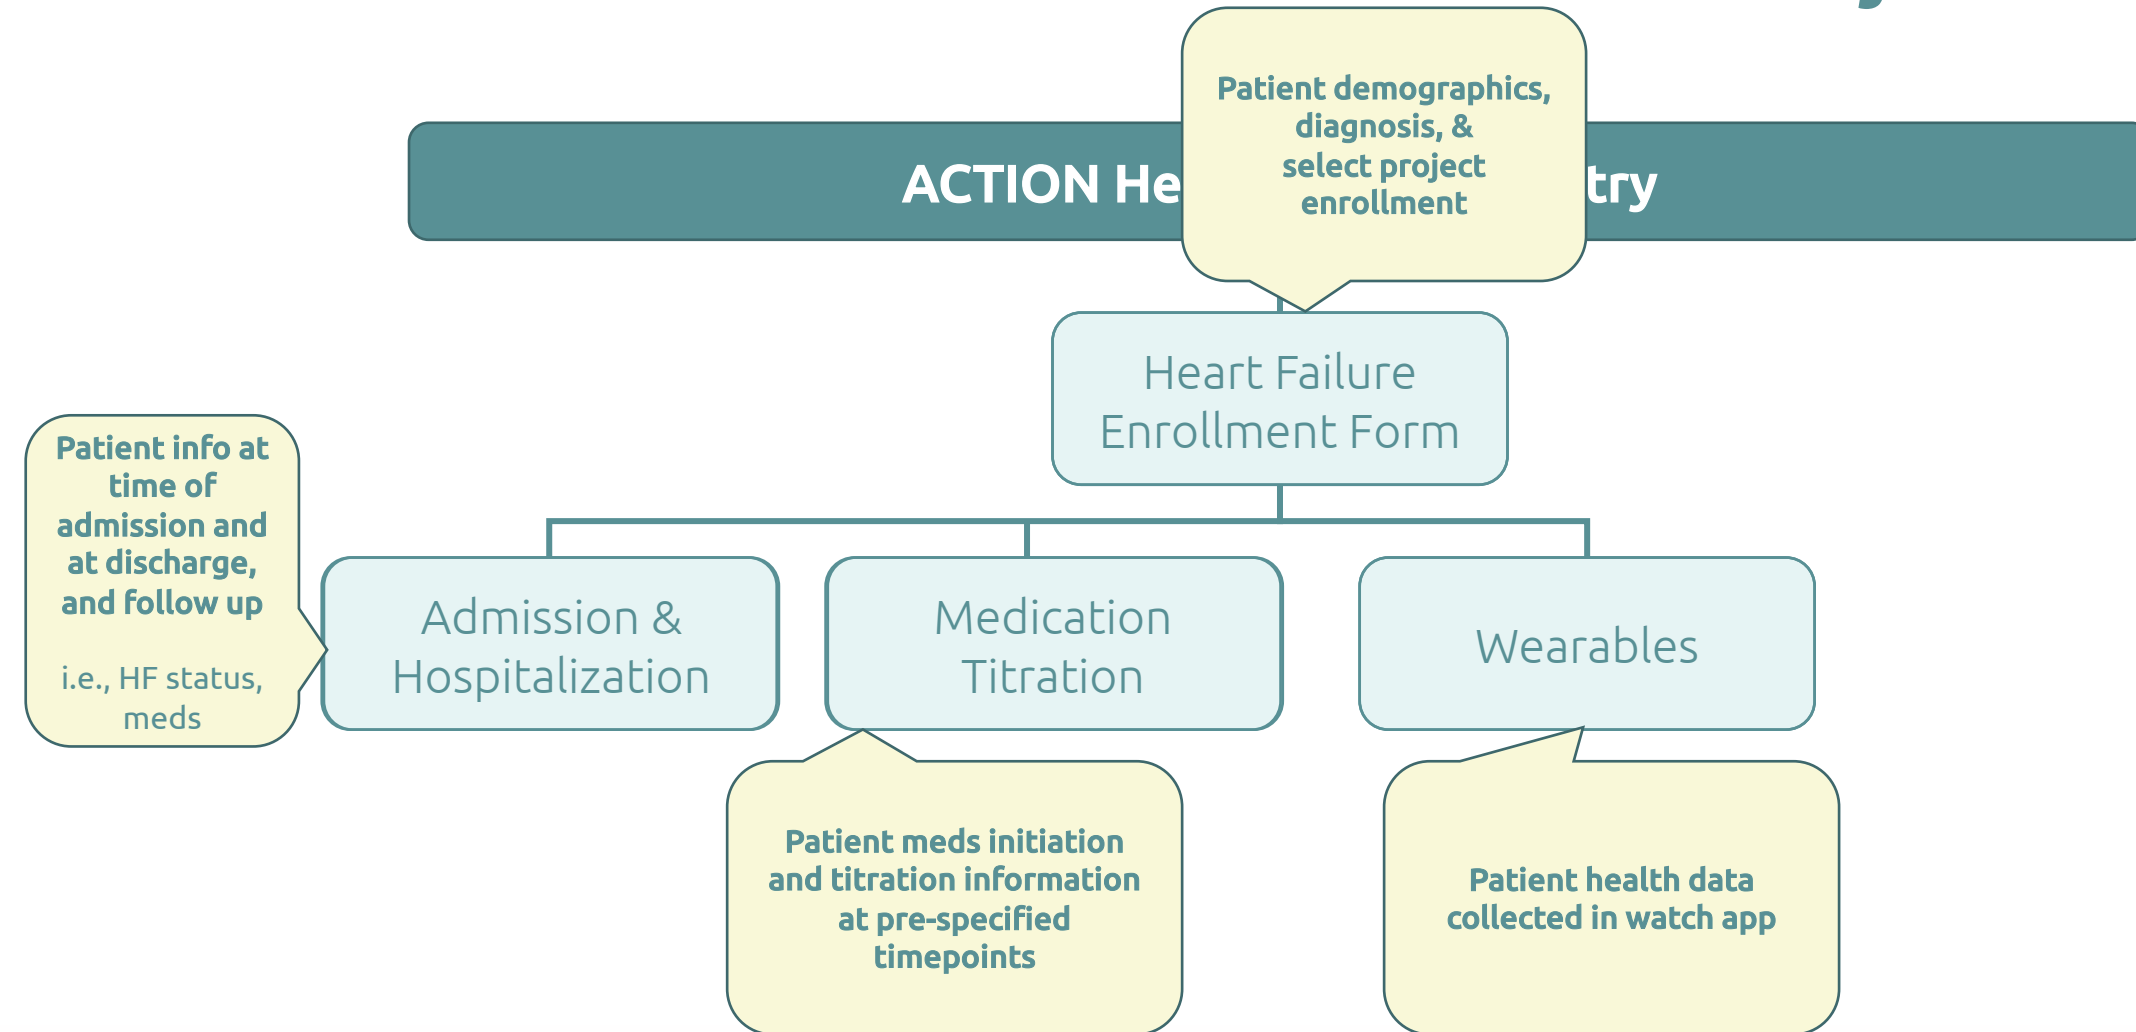 Patient demographics,
diagnosis, &
select project
enrollment
ACTION He
try
Heart Failure
Enrollment Form
Patient info at
time of
admission and
at discharge,
and follow up
i.e., HF status,
meds
Admission &
Hospitalization
Medication
Titration
Wearables
Patient meds initiation
and titration information
at pre-specified
timepoints
Patient health data
collected in watch app